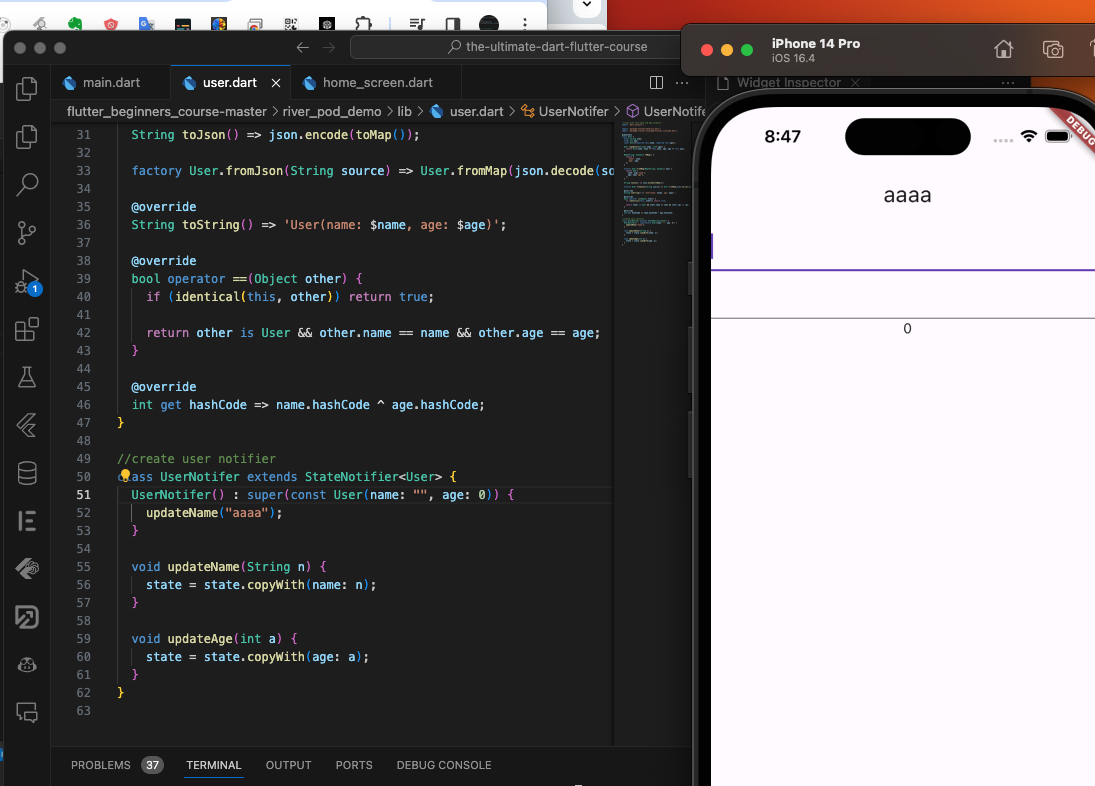 the-ultimate-dart-flutter-course
iPhone 14 Pro
iOS 16.4
main.dart
user.dart
home_screen.dart
Widget Inspector
flutter_beginners_course-master > river_pod_demo > lib > user.dart > UserNotifer > UserNotife
31 String toJson() => json.encode(toMap());
32
33 factory User.fromJson(String source) => User.fromMap(json.decode(so
34
35 @override
36 String toString() => 'User(name: $name, age: $age)';
37
38 @override
39 bool operator ==(Object other) {
40 if (identical(this, other)) return true;
41
42 return other is User && other.name == name && other.age == age;
43 }
44
45 @override
46 int get hashCode => name.hashCode ^ age.hashCode;
47 }
48
49 //create user notifier
50 class UserNotifer extends StateNotifier<User> {
51 UserNotifer() : super(const User(name: "", age: 0)) {
52 updateName("aaaa");
53 }
54
55 void updateName(String n) {
56 state = state.copyWith(name: n);
57 }
58
59 void updateAge(int a) {
60 state = state.copyWith(age: a);
61 }
62 }
63
1
PROBLEMS 37 TERMINAL OUTPUT PORTS DEBUG CONSOLE
8:47
DEBUG
aaaa
0